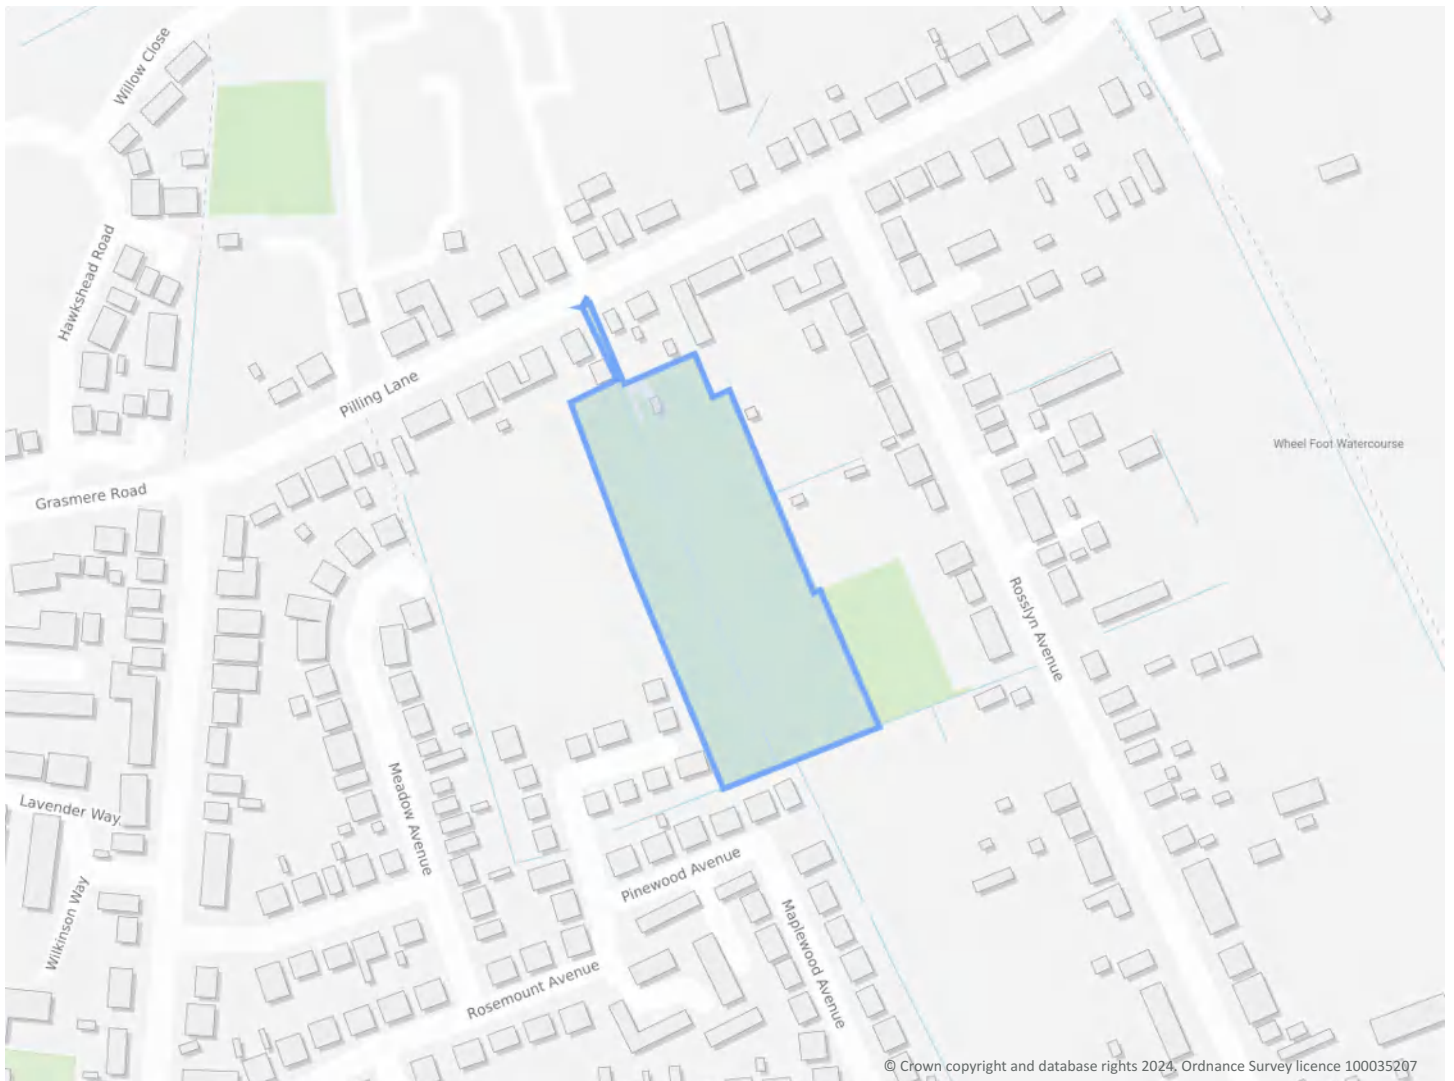 Willow Close
Hawkshead Road
Pilling Lane
Grasmere Road
Wheel Foot Watercourse
Rosslyn Avenue
Meadow Avenue
Lavender Way
Wilkinson Way
Pinewood Avenue
Maplewood Avenue
Rosemount Avenue
© Crown copyright and database rights 2024, Ordnance Survey licence 100035207